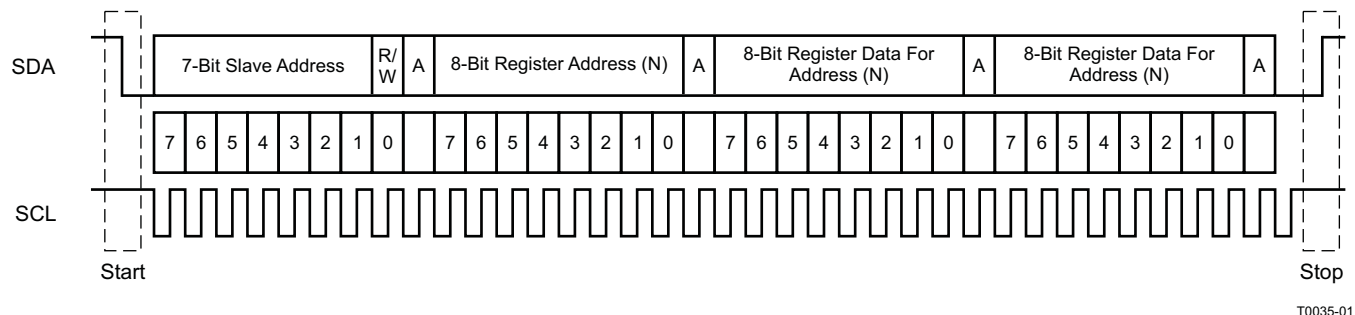 SDA
7-Bit Slave Address
R/
W
A
8-Bit Register Address (N)
A
8-Bit Register Data For
Address (N)
A
8-Bit Register Data For
Address (N)
A
7 6 5 4 3 2 1 0 7 6 5 4 3 2 1 0 7 6 5 4 3 2 1 0 7 6 5 4 3 2 1 0
SCL
Start
Stop
T0035-01